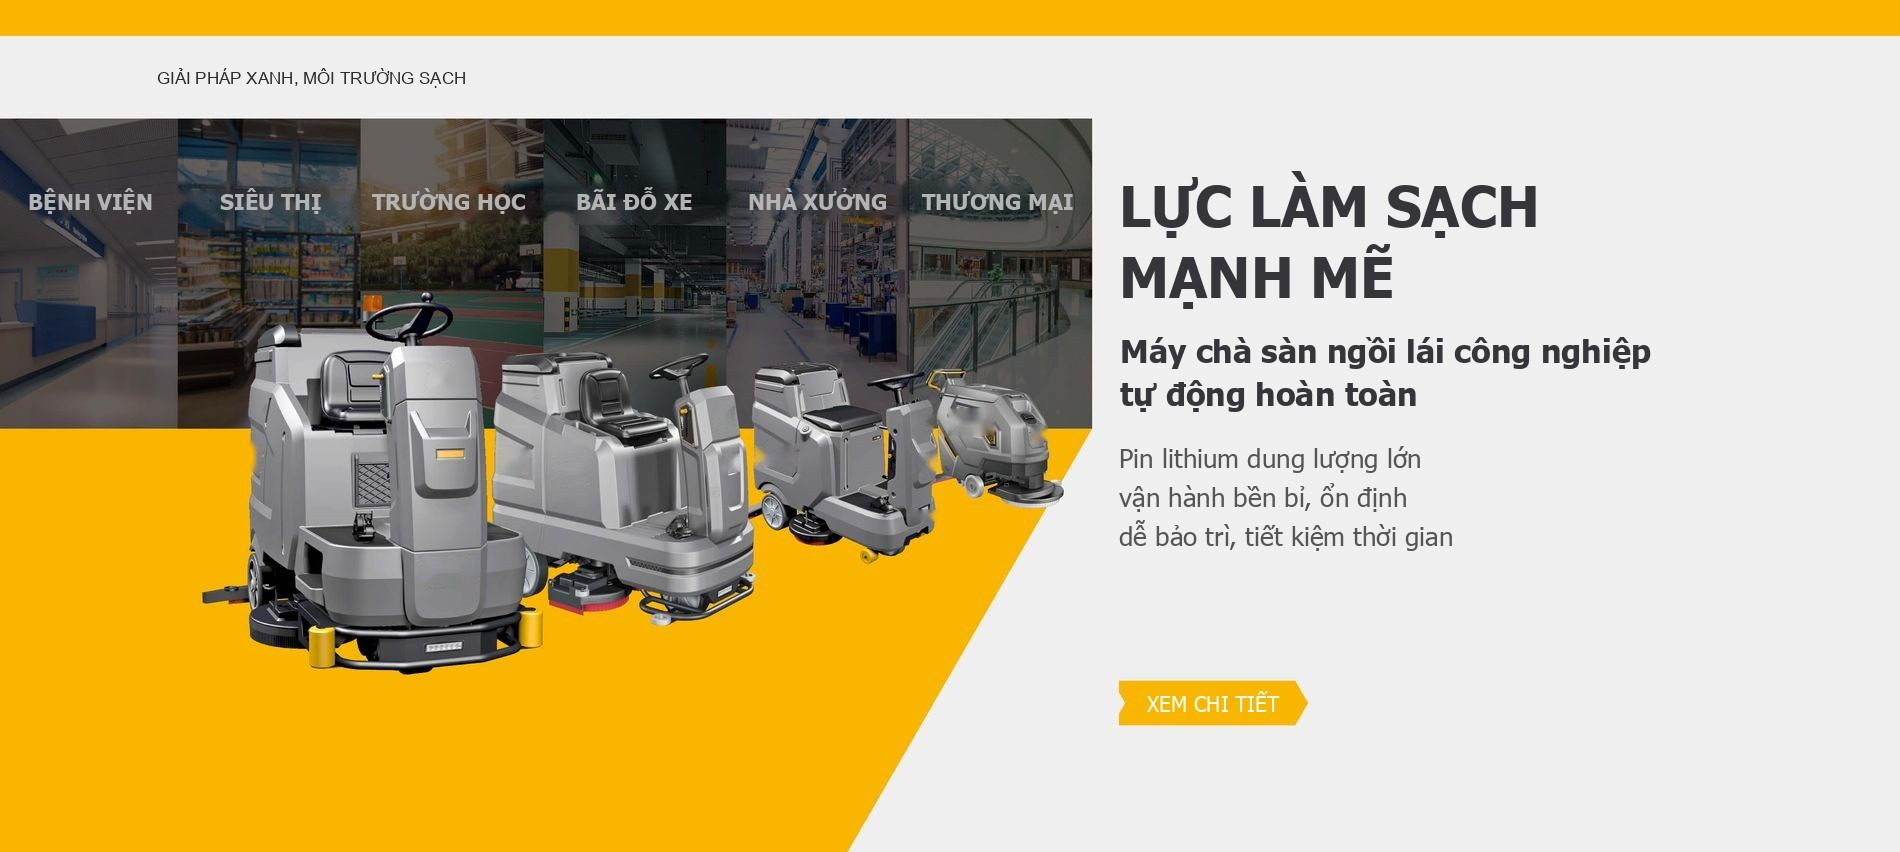 GIẢI PHÁP XANH, MÔI TRƯỜNG SẠCH
BỆNH VIỆN
SIÊU THỊ
TRƯỜNG HỌC
BÃI ĐỖ XE
NHÀ XƯỞNG
THƯƠNG MẠI
LỰC LÀM SẠCH
MẠNH MẼ
Máy chà sàn ngồi lái công nghiệp
tự động hoàn toàn
Pin lithium dung lượng lớn
vận hành bền bỉ, ổn định
dễ bảo trì, tiết kiệm thời gian
XEM CHI TIẾT